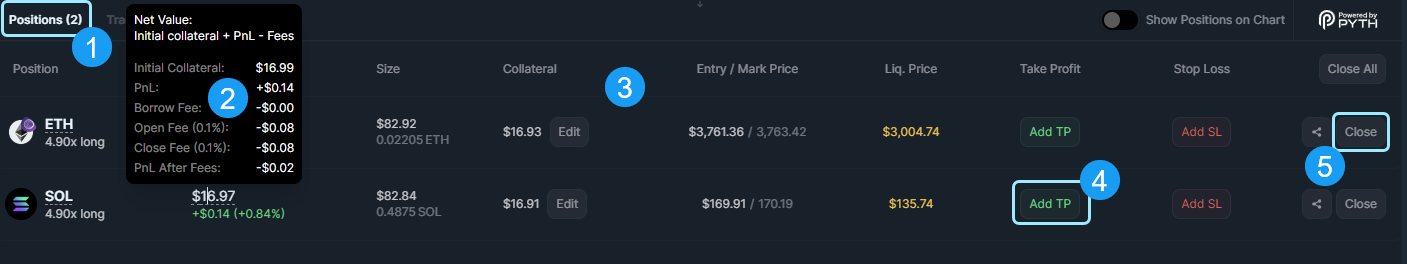 Positions (2)
Tra
Net Value:
Initial collateral + PnL - Fees
Initial Collateral: $16.99
PnL: +$0.14
Borrow Fee: -$0.00
Open Fee (0.1%): -$0.08
Close Fee (0.1%): -$0.08
PnL After Fees: -$0.02
Show Positions on Chart
Powered by
PYTH
1
2
3
Position Size Collateral Entry / Mark Price Liq. Price Take Profit Stop Loss Close All
ETH
4.90x long
$82.92
0.02205 ETH
$16.93 Edit $3,761.36 / 3,763.42 $3,004.74 Add TP Add SL Close
4
5
SOL
4.90x long
$16.97
+$0.14 (+0.84%)
$82.84
0.4875 SOL
$16.91 Edit $169.91 / 170.19 $135.74 Add TP Add SL Close